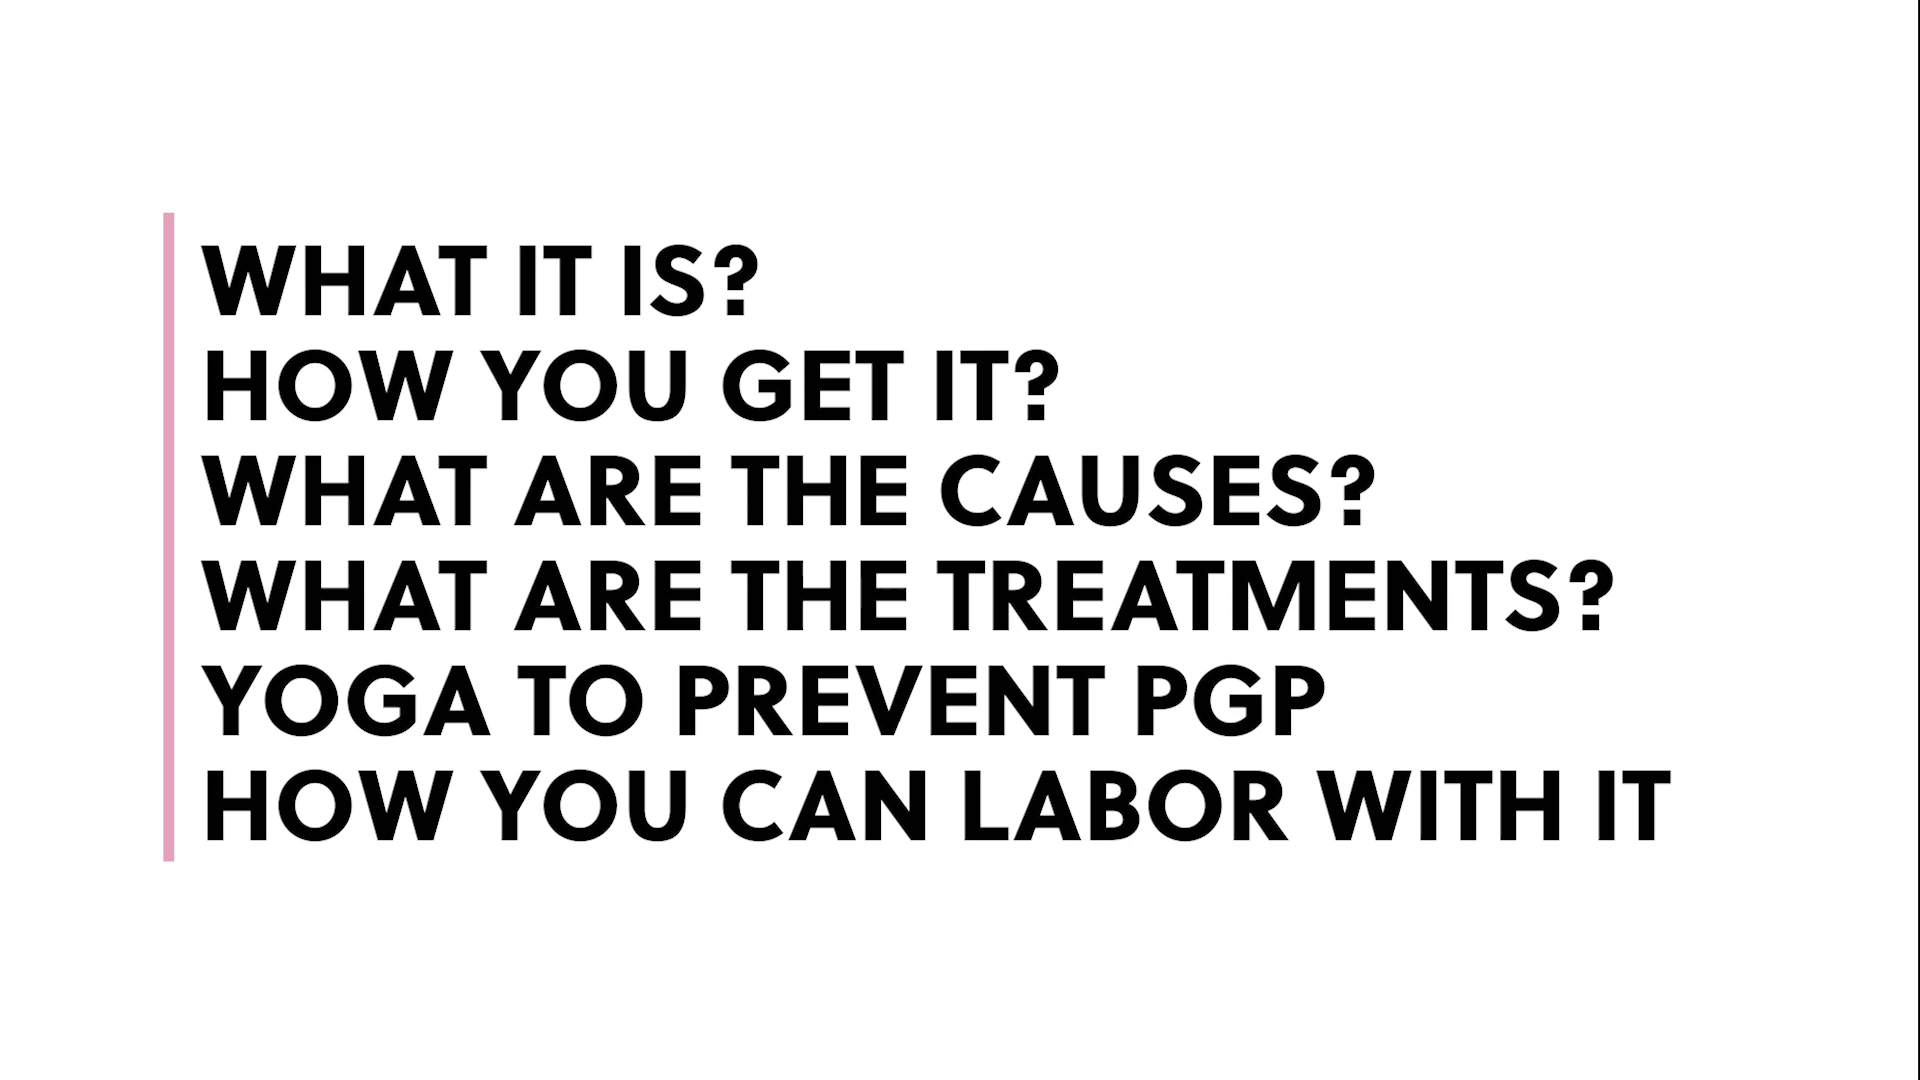 WHAT IT IS?
HOW YOU GET IT?
WHAT ARE THE CAUSES?
WHAT ARE THE TREATMENTS?
YOGA TO PREVENT PGP
HOW YOU CAN LABOR WITH IT